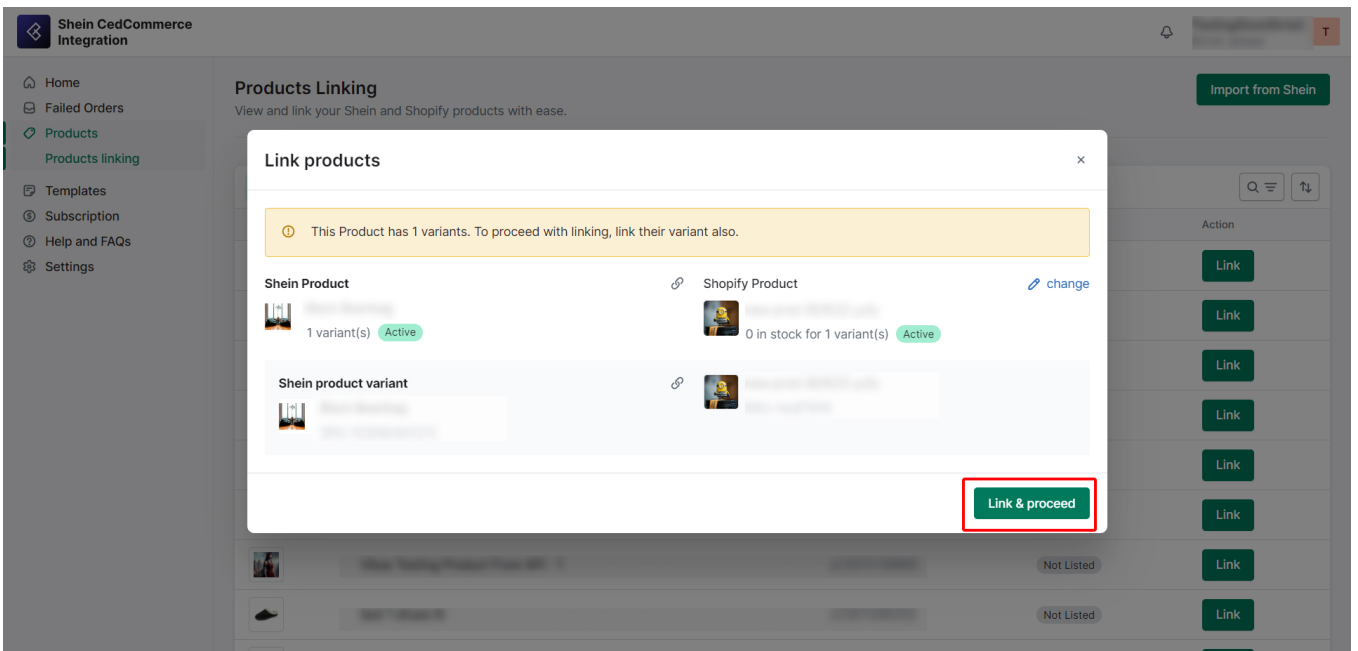 Shein CedCommerce
Integration
T
Home
Failed Orders
Products
Products linking
Templates
Subscription
Help and FAQs
Settings
Products Linking
View and link your Shein and Shopify products with ease.
Import from Shein
Link products
This Product has 1 variants. To proceed with linking, link their variant also.
Shein Product
1 variant(s) Active
Shopify Product
change
0 in stock for 1 variant(s) Active
Shein product variant
Link & proceed
Action
Link
Link
Link
Link
Link
Link
Not Listed Link
Not Listed Link